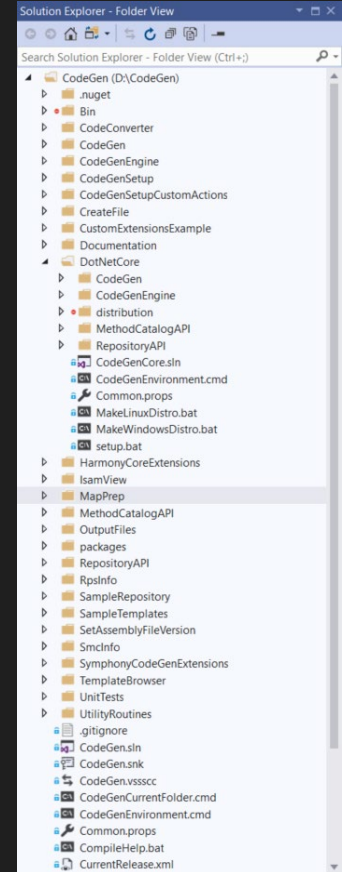 Solution Explorer - Folder View
Search Solution Explorer - Folder View (Ctrl+;)
CodeGen (D:\CodeGen)
.nuget
Bin
CodeConverter
CodeGen
CodeGenEngine
CodeGenSetup
CodeGenSetupCustomActions
CreateFile
CustomExtensionsExample
Documentation
DotNetCore
CodeGen
CodeGenEngine
distribution
MethodCatalogAPI
RepositoryAPI
CodeGenCore.sln
CodeGenEnvironment.cmd
Common.props
MakeLinuxDistro.bat
MakeWindowsDistro.bat
setup.bat
HarmonyCoreExtensions
IsamView
MapPrep
MethodCatalogAPI
OutputFiles
packages
RepositoryAPI
RpsInfo
SampleRepository
SampleTemplates
SetAssemblyFileVersion
SmcInfo
SymphonyCodeGenExtensions
TemplateBrowser
UnitTests
UtilityRoutines
.gitignore
CodeGen.sln
CodeGen.snk
CodeGen.vssscc
CodeGenCurrentFolder.cmd
CodeGenEnvironment.cmd
Common.props
CompileHelp.bat
CurrentRelease.xml